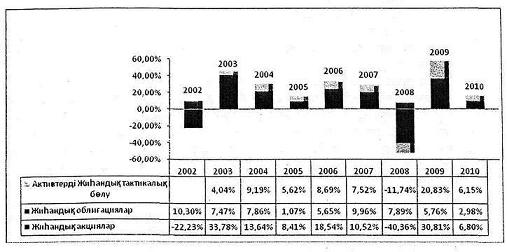 60,00%
40,00%
20,00%
0,00%
-20,00%
-40,00%
-60,00%
2002 2003 2004 2005 2006 2007 2008 2009 2010
2002 2003 2004 2005 2006 2007 2008 2009 2010
Активтерді Жиһандық тактикалық бөлу 4,04% 9,19% 5,62% 8,69% 7,52% -11,74% 20,83% 6,15%
Жиһандық облигациялар 10,30% 7,47% 7,86% 1,07% 5,65% 9,96% 7,89% 5,76% 2,98%
Жиһандық акциялар -22,23% 33,78% 13,64% 8,41% 18,54% 10,52% -40,36% 30,81% 6,80%